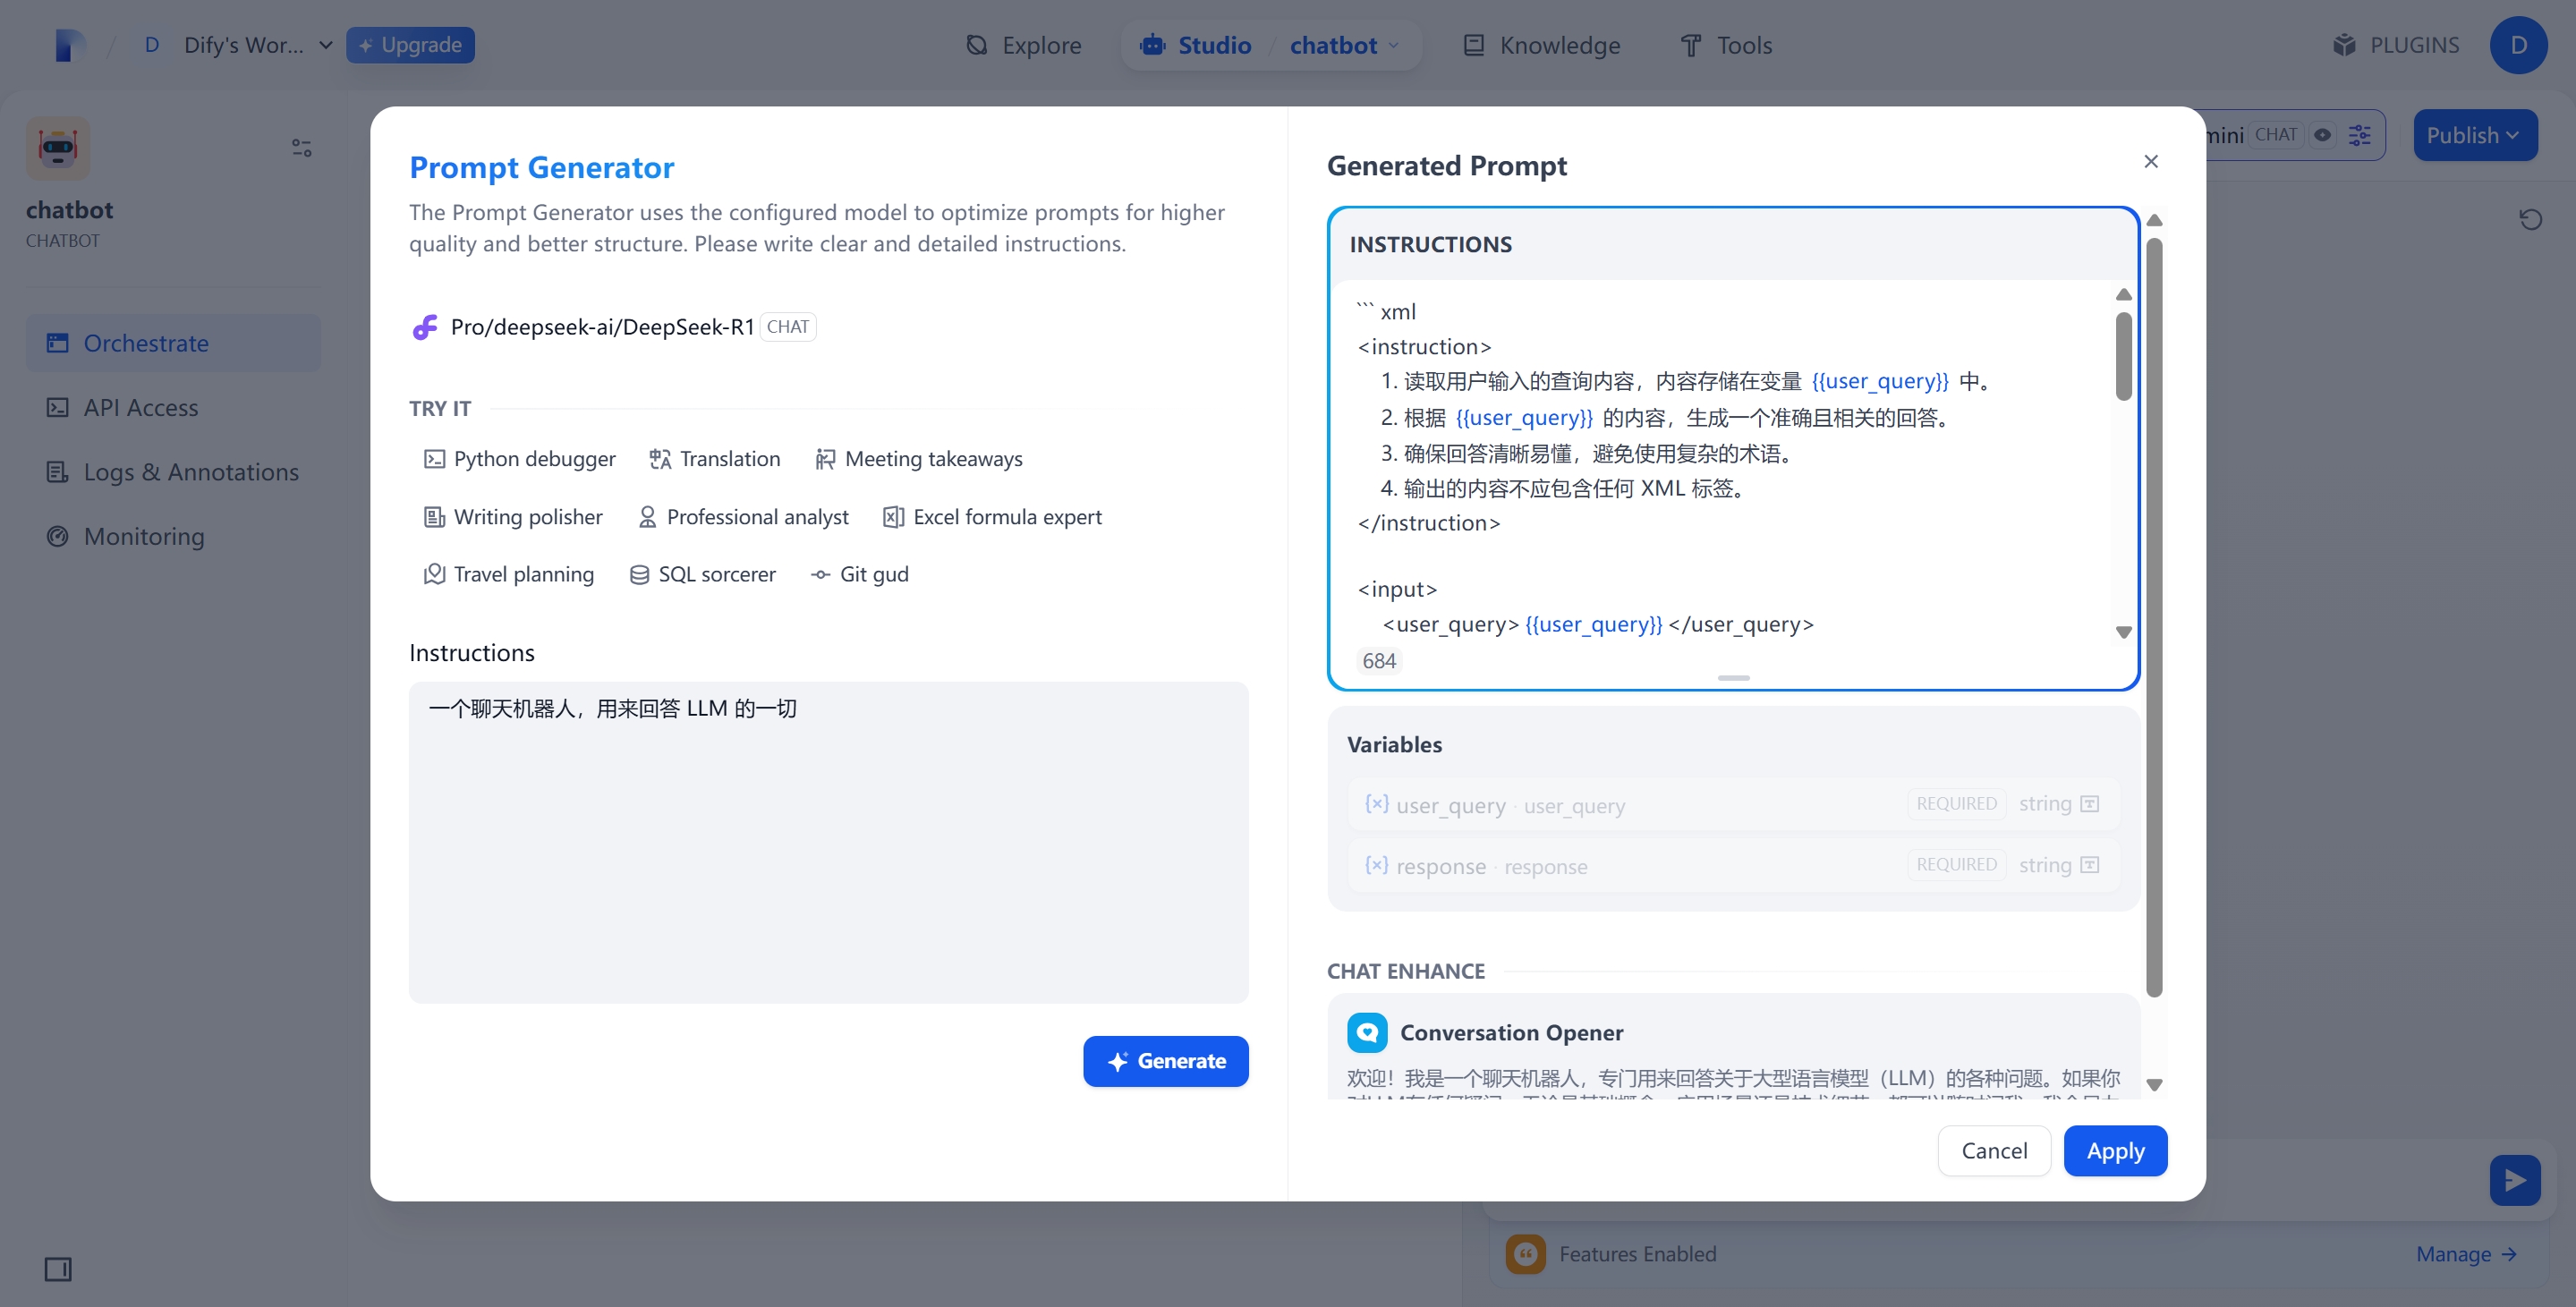 / D Dify's Wor... Upgrade
Explore
Studio / chatbot
Knowledge
Tools
PLUGINS
D
chatbot
CHATBOT
Orchestrate
API Access
Logs & Annotations
Monitoring
Prompt Generator
The Prompt Generator uses the configured model to optimize prompts for higher
quality and better structure. Please write clear and detailed instructions.
Pro/deepseek-ai/DeepSeek-R1 CHAT
TRY IT
Python debugger Translation Meeting takeaways
Writing polisher Professional analyst Excel formula expert
Travel planning SQL sorcerer Git gud
Instructions
一个聊天机器人，用来回答 LLM 的一切
Generate
Generated Prompt
INSTRUCTIONS
``` xml
<instruction>
1. 读取用户输入的查询内容，内容存储在变量 {{user_query}} 中。
2. 根据 {{user_query}} 的内容，生成一个准确且相关的回答。
3. 确保回答清晰易懂，避免使用复杂的术语。
4. 输出的内容不应包含任何 XML 标签。
</instruction>
<input>
<user_query> {{user_query}} </user_query>
684
Variables
{x} user_query · user_query REQUIRED string
{x} response · response REQUIRED string
CHAT ENHANCE
Conversation Opener
欢迎！我是一个聊天机器人，专门用来回答关于大型语言模型（LLM）的各种问题。如果你
Cancel
Apply
mini CHAT
Publish
Features Enabled
Manage →